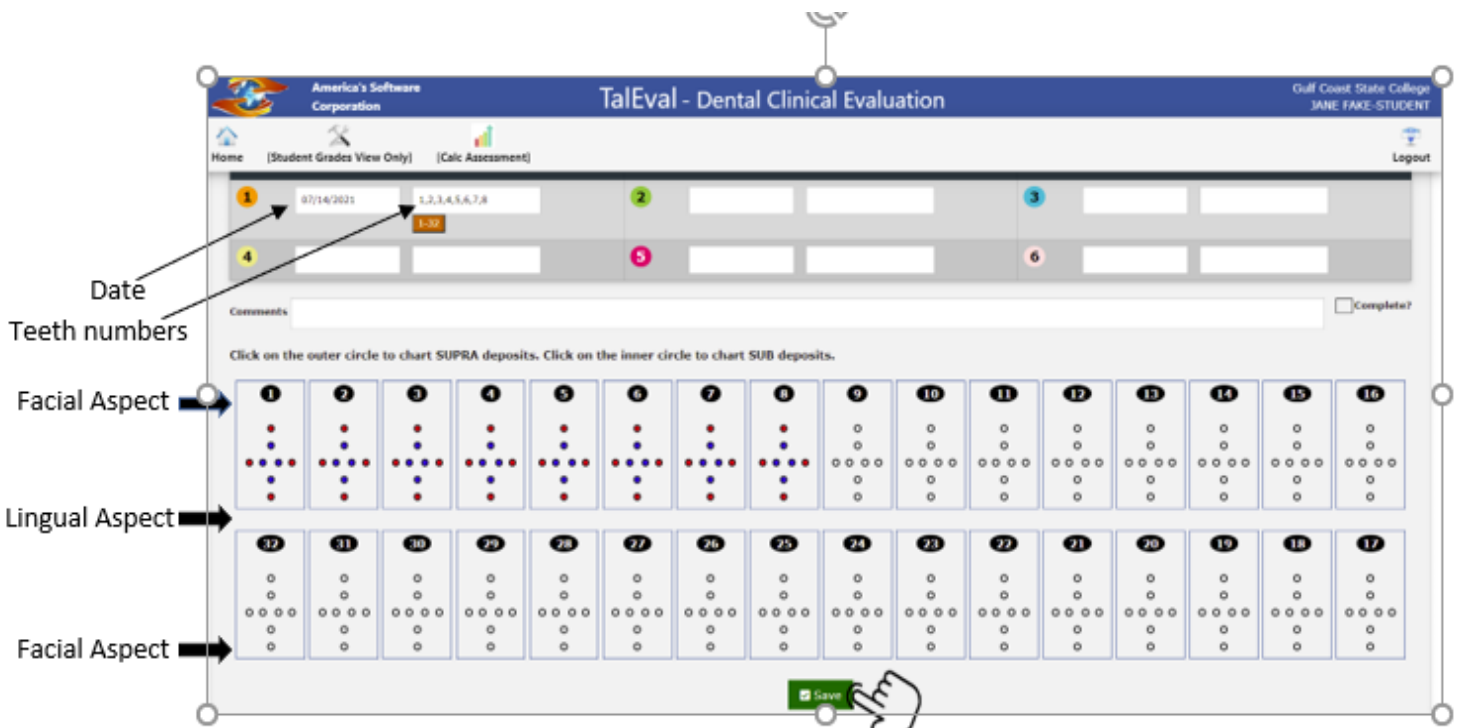 America's Software Corporation
TalEval - Dental Clinical Evaluation
Gulf Coast State College
JANE FAKE-STUDENT
Home
[Student Grades View Only]
[Calc Assessment]
Logout
1 07/14/2021 1,2,3,4,5,6,7,8 2 3
1-32
4 5 6
Date
Teeth numbers
Comments Complete?
Click on the outer circle to chart SUPRA deposits. Click on the inner circle to chart SUB deposits.
Facial Aspect
1 2 3 4 5 6 7 8 9 10 11 12 13 14 15 16
Lingual Aspect
32 31 30 29 28 27 26 25 24 23 22 21 20 19 18 17
Facial Aspect
Save